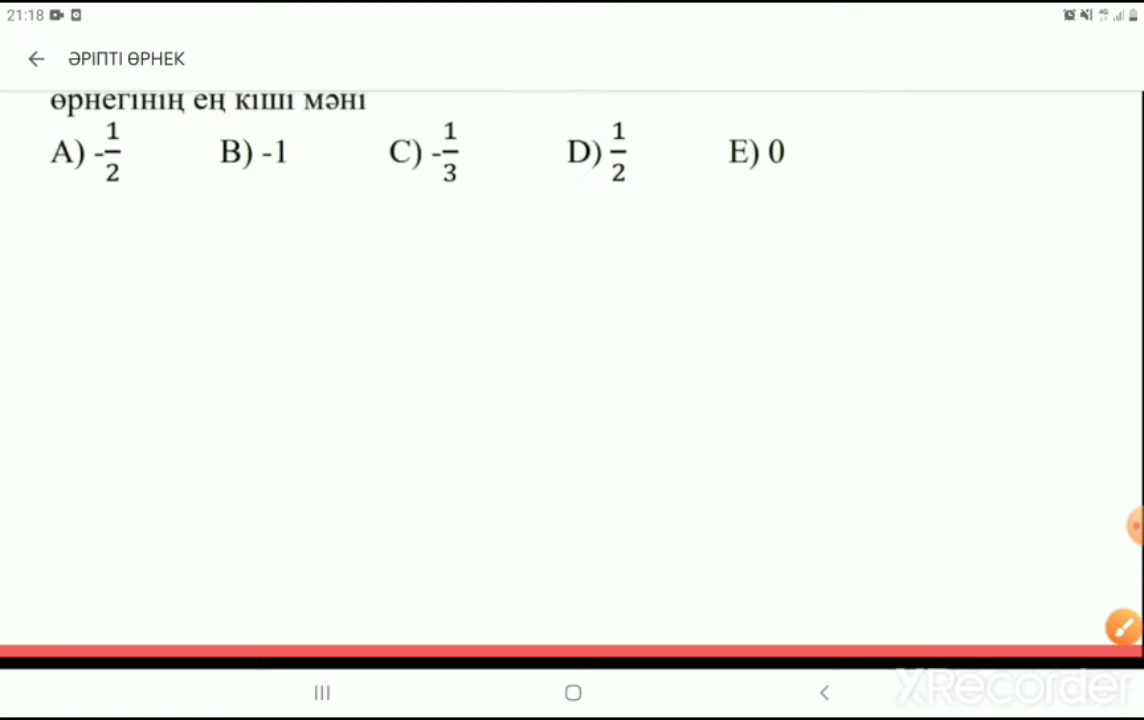 21:18
ӘРІПТІ ӨРНЕК
өрнегінің ең кіші мәні
A) -1/2 B) -1 C) -1/3 D) 1/2 E) 0
XRecorder